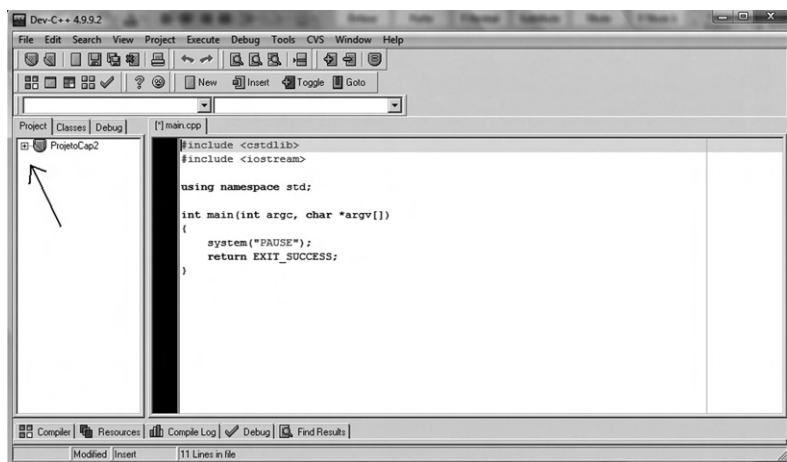 Dev-C++ 4.9.9.2
File Edit Search View Project Execute Debug Tools CVS Window Help
New Insert Toggle Goto
Project Classes Debug
[*] main.cpp
ProjetoCap2
#include <cstdlib>
#include <iostream>
using namespace std;
int main(int argc, char *argv[])
{
system("PAUSE");
return EXIT_SUCCESS;
}
Compiler Resources Compile Log Debug Find Results
Modified Insert 11 Lines in file